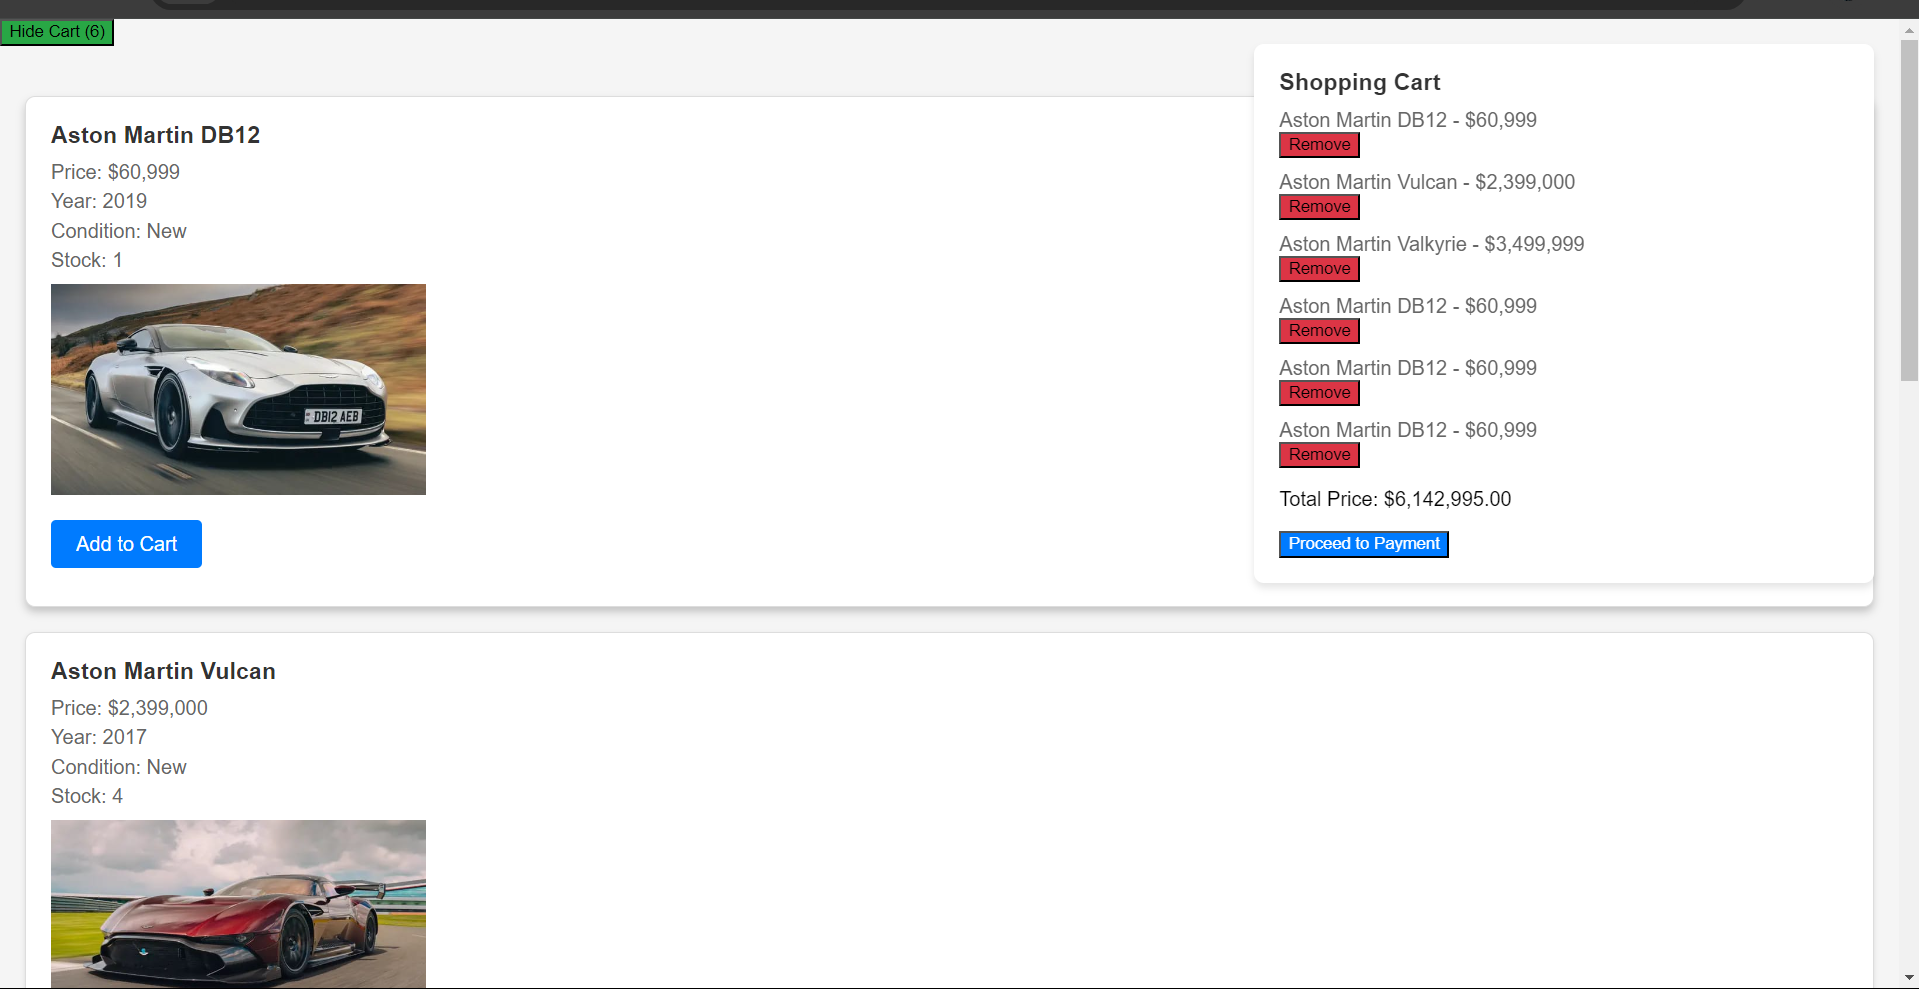 Hide Cart (6)
Aston Martin DB12
Price: $60,999
Year: 2019
Condition: New
Stock: 1
DB12 AEB
Add to Cart
Shopping Cart
Aston Martin DB12 - $60,999
Remove
Aston Martin Vulcan - $2,399,000
Remove
Aston Martin Valkyrie - $3,499,999
Remove
Aston Martin DB12 - $60,999
Remove
Aston Martin DB12 - $60,999
Remove
Aston Martin DB12 - $60,999
Remove
Total Price: $6,142,995.00
Proceed to Payment
Aston Martin Vulcan
Price: $2,399,000
Year: 2017
Condition: New
Stock: 4